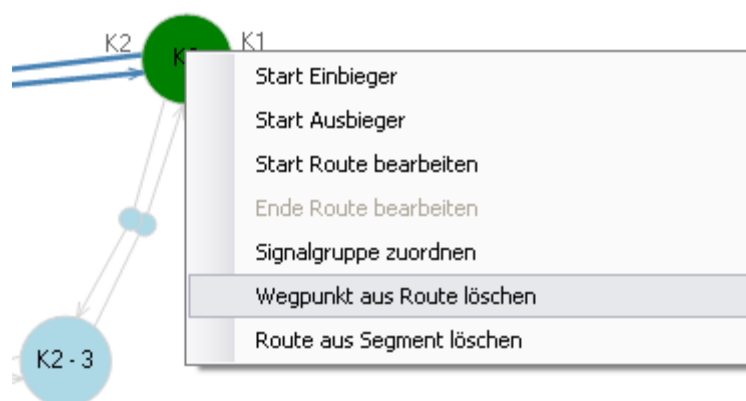 K2
K1
Start Einbieger
Start Ausbieger
Start Route bearbeiten
Ende Route bearbeiten
Signalgruppe zuordnen
Wegpunkt aus Route löschen
Route aus Segment löschen
K2 - 3